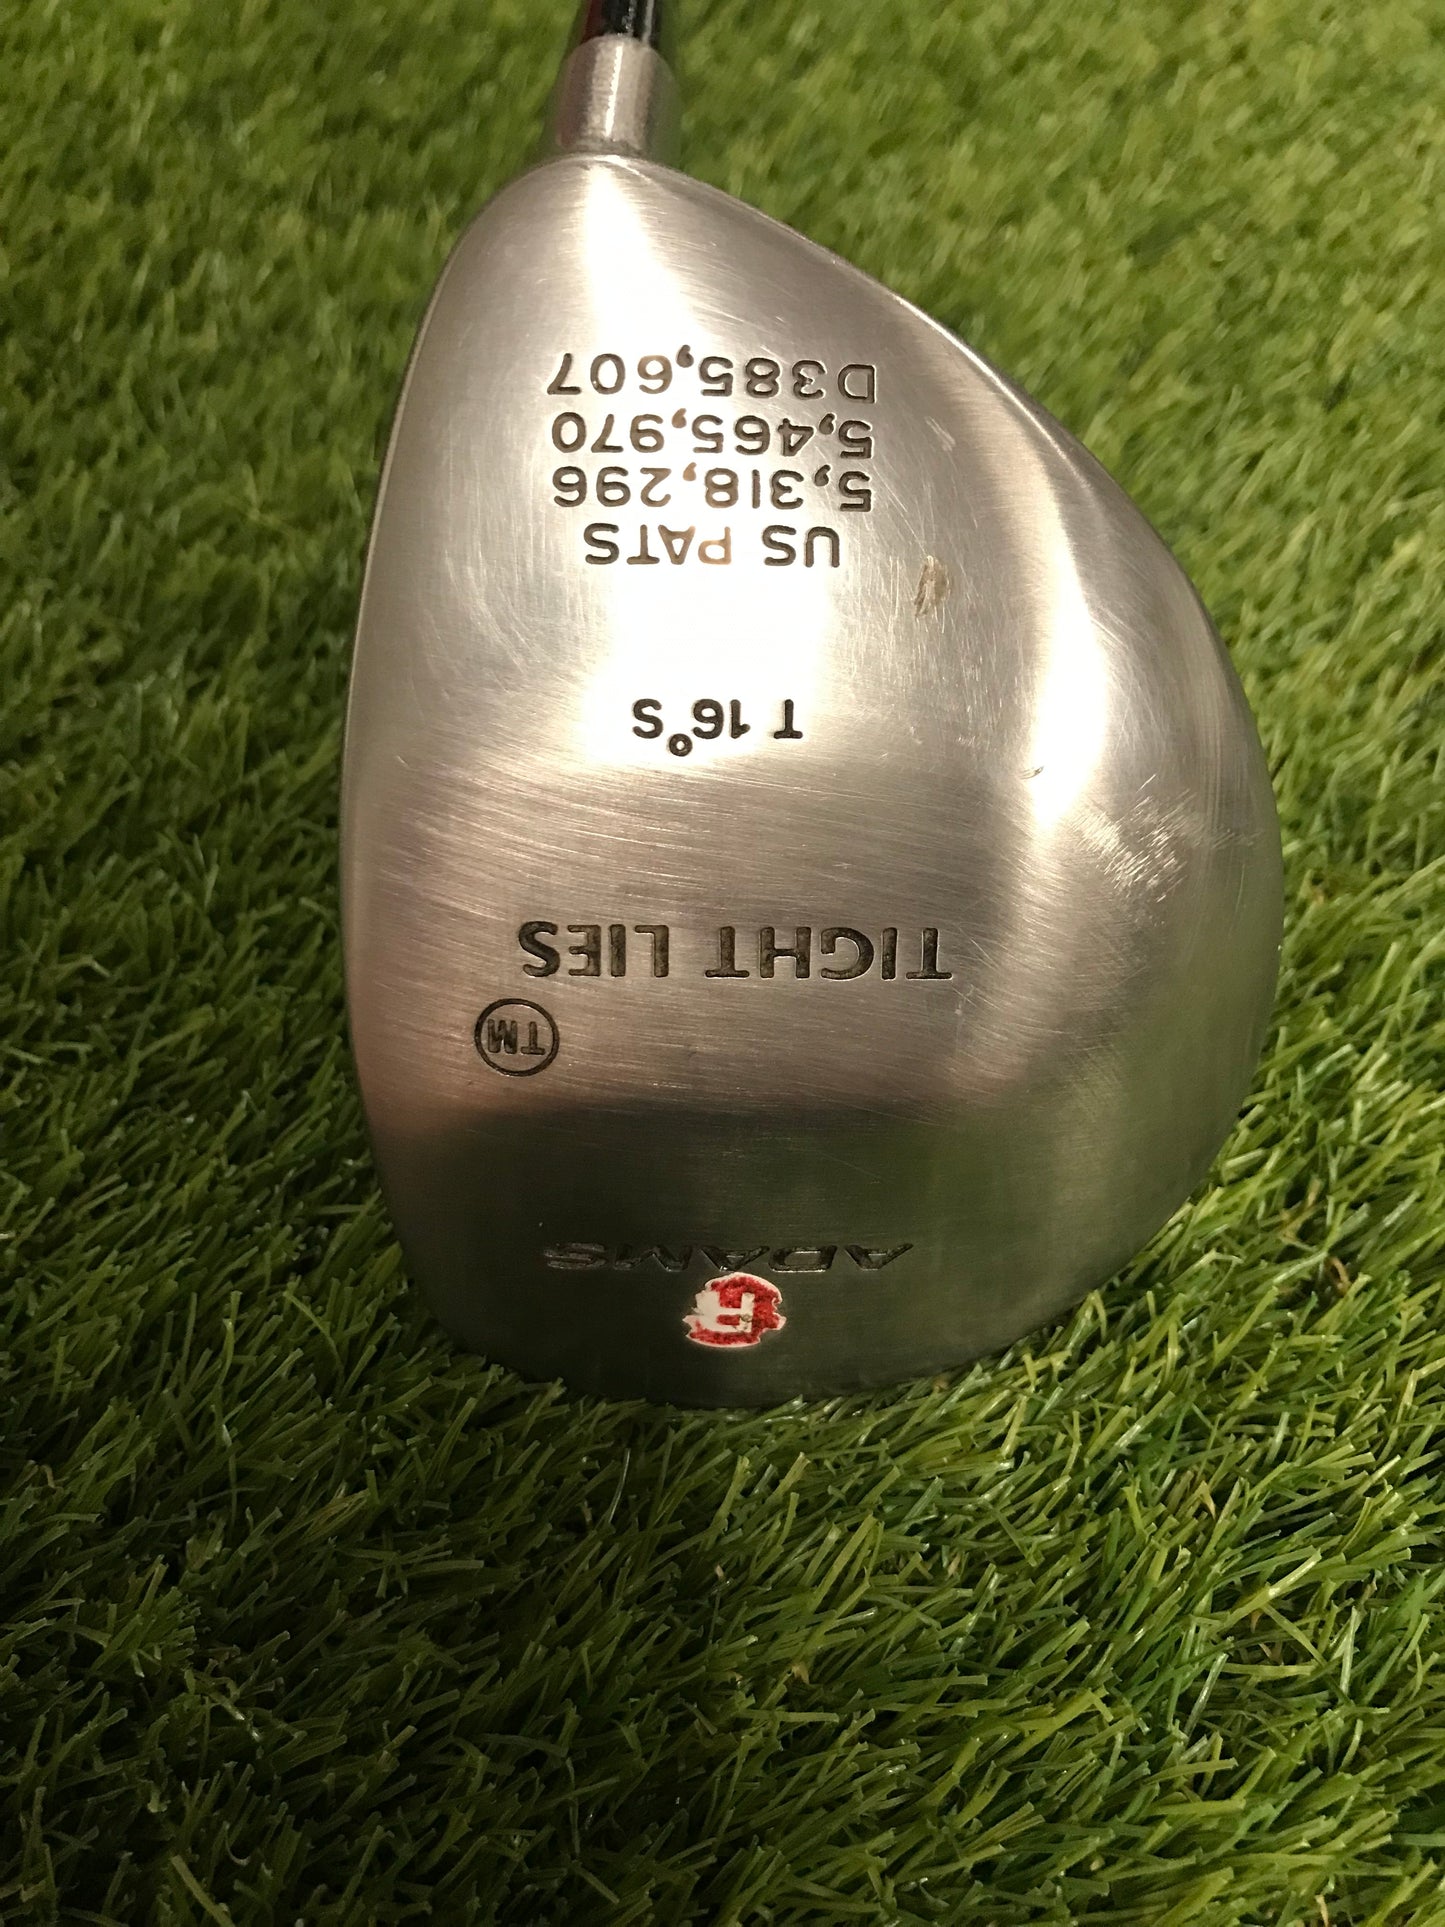 ADAMS
TM
TIGHT LIES
T 16°S
US PATS
5,318,296
5,465,970
D385,607